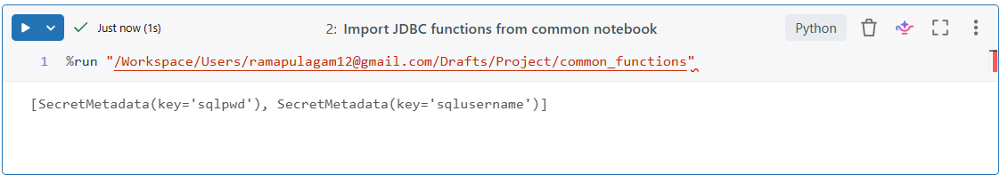 Just now (1s)
2: Import JDBC functions from common notebook
Python
1 %run "/Workspace/Users/ramapulagam12@gmail.com/Drafts/Project/common_functions"
[SecretMetadata(key='sqlpwd'), SecretMetadata(key='sqlusername')]